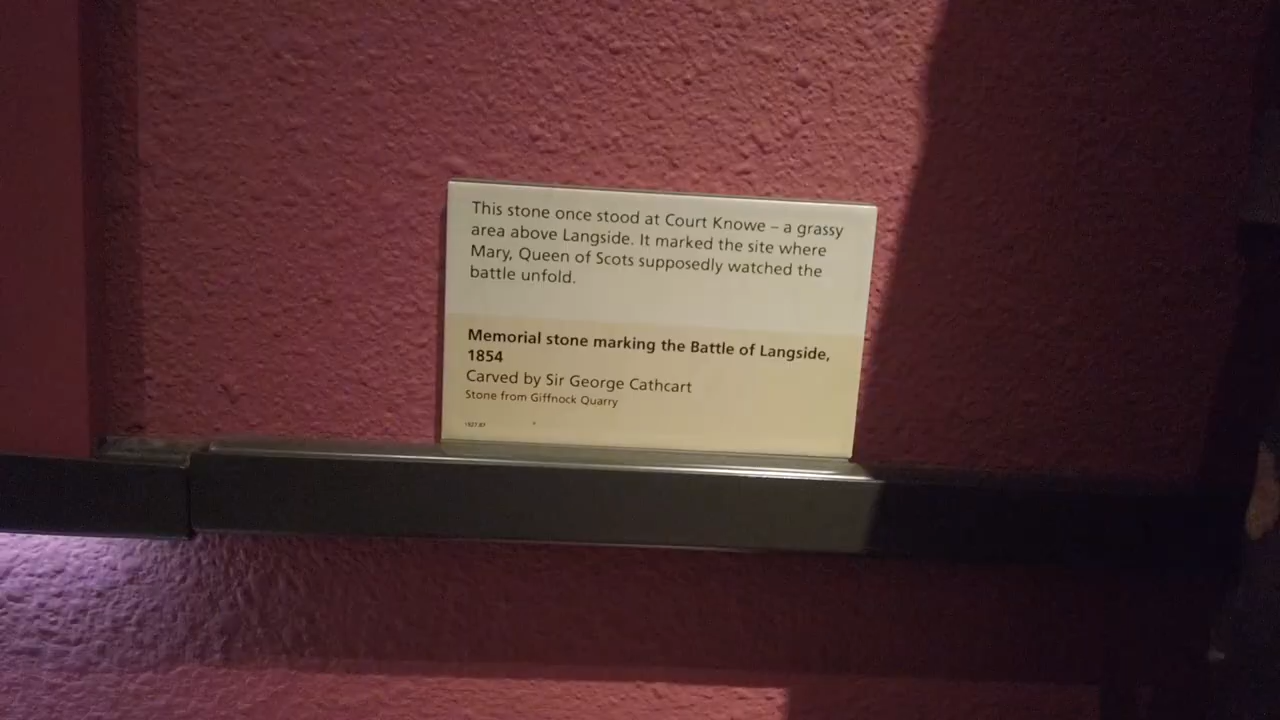 This stone once stood at Court Knowe – a grassy
area above Langside. It marked the site where
Mary, Queen of Scots supposedly watched the
battle unfold.
Memorial stone marking the Battle of Langside,
1854
Carved by Sir George Cathcart
Stone from Giffnock Quarry